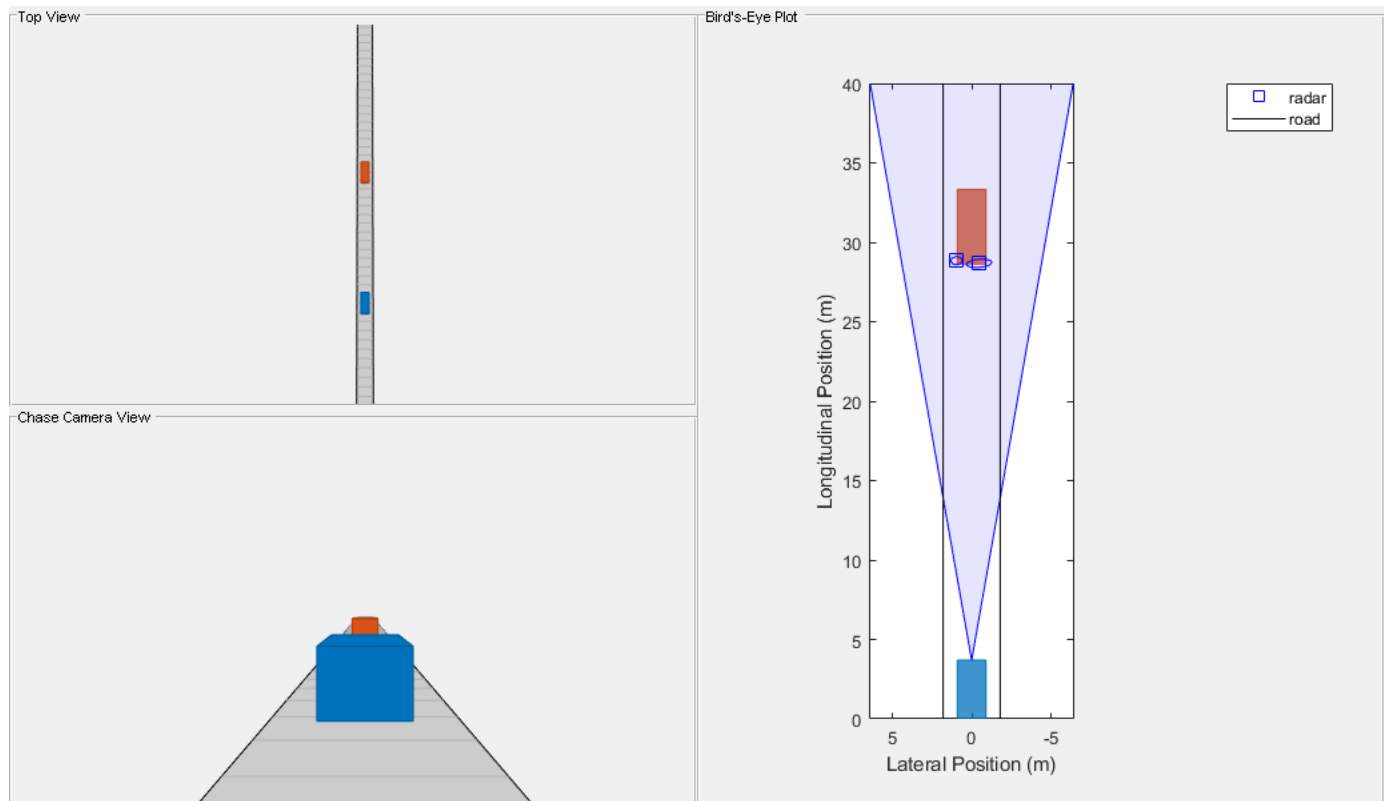 Top View
Chase Camera View
Bird's-Eye Plot
40
35
30
25
20
15
10
5
0
Longitudinal Position (m)
5
0
-5
Lateral Position (m)
radar
road